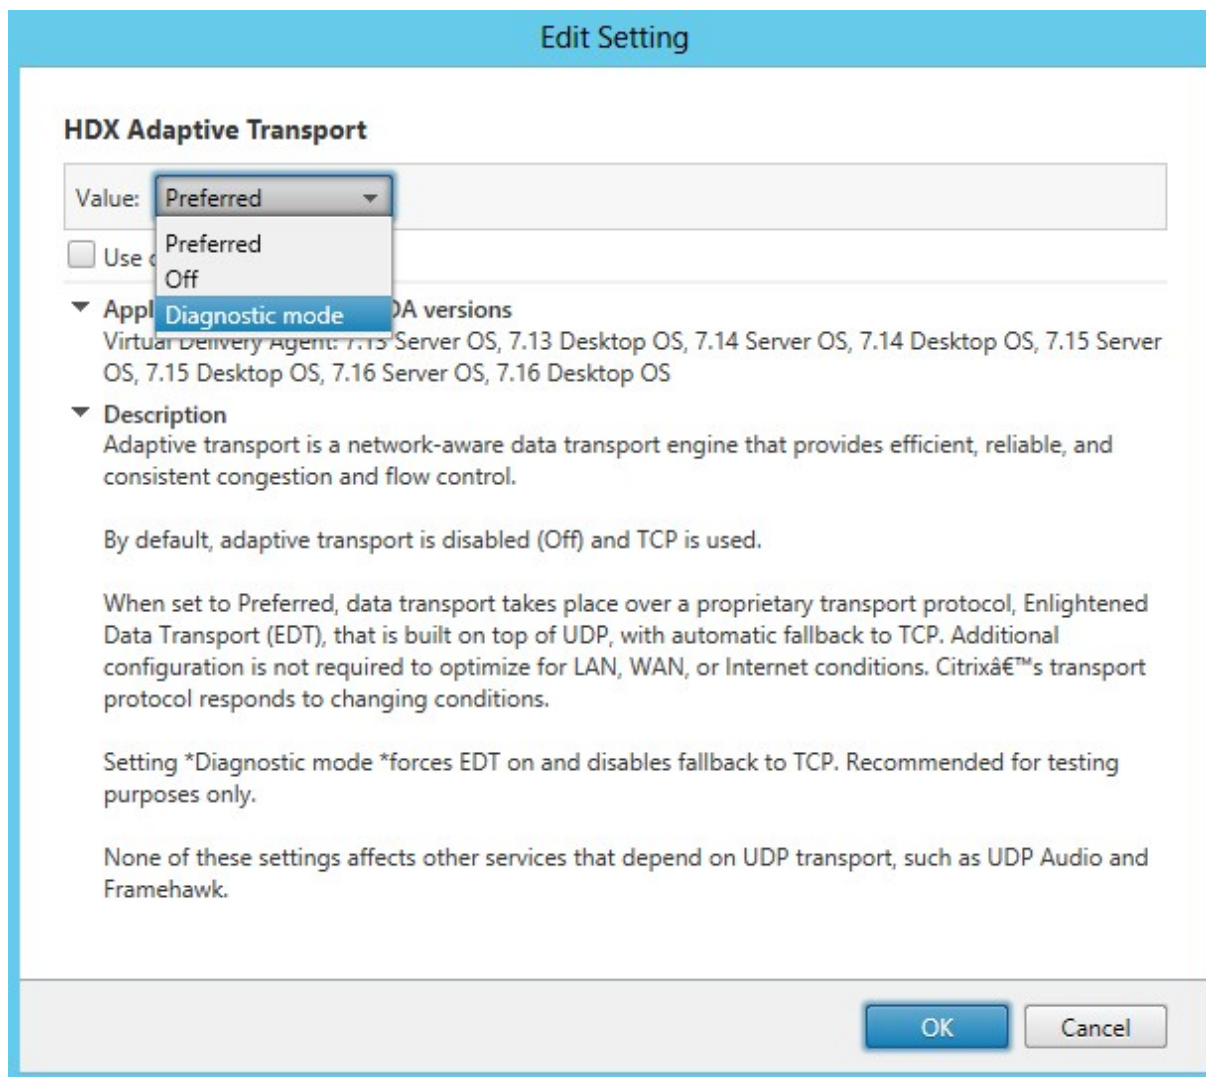 Edit Setting
HDX Adaptive Transport
Value: Preferred
Preferred
Use
Off
Diagnostic mode
versions
Virtual Delivery Agent: 7.13 Server OS, 7.13 Desktop OS, 7.14 Server OS, 7.14 Desktop OS, 7.15 Server
OS, 7.15 Desktop OS, 7.16 Server OS, 7.16 Desktop OS
Description
Adaptive transport is a network-aware data transport engine that provides efficient, reliable, and
consistent congestion and flow control.
By default, adaptive transport is disabled (Off) and TCP is used.
When set to Preferred, data transport takes place over a proprietary transport protocol, Enlightened
Data Transport (EDT), that is built on top of UDP, with automatic fallback to TCP. Additional
configuration is not required to optimize for LAN, WAN, or Internet conditions. Citrixâ€™s transport
protocol responds to changing conditions.
Setting *Diagnostic mode *forces EDT on and disables fallback to TCP. Recommended for testing
purposes only.
None of these settings affects other services that depend on UDP transport, such as UDP Audio and
Framehawk.
OK Cancel